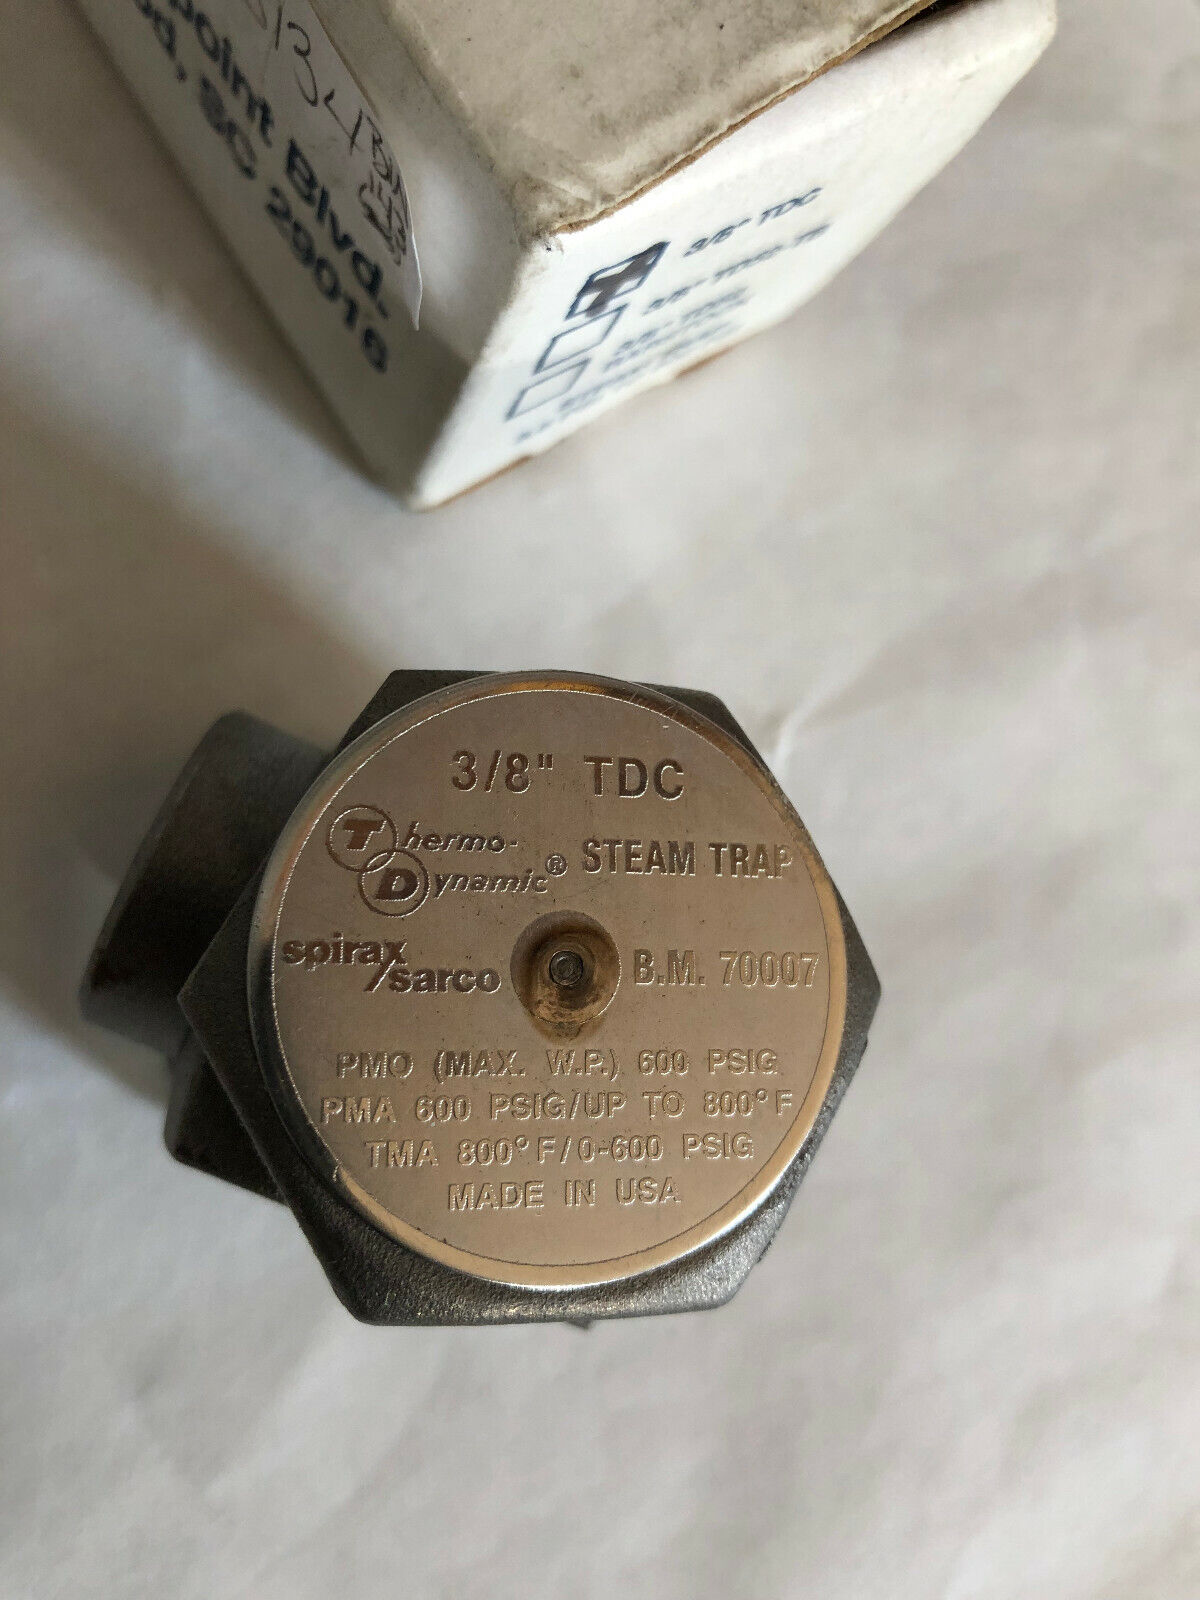 point Blvd.
d, SC 29016
3/8" TDC
3/8" TDC
Thermo-
Dynamic® STEAM TRAP
spirax
sarco
B.M. 70007
PMO (MAX. W.P.) 600 PSIG
PMA 600 PSIG/UP TO 800°F
TMA 800°F/0-600 PSIG
MADE IN USA